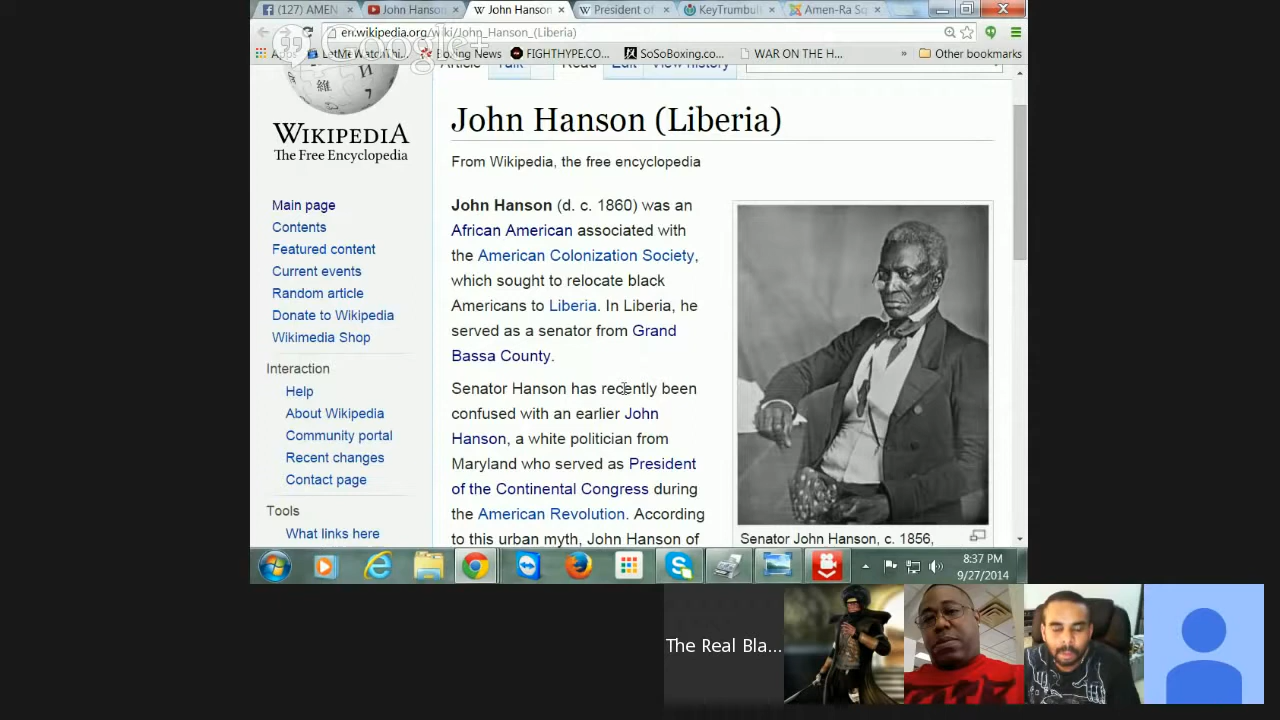 (127) AMEN
John Hanson
John Hanson
President of
KeyTrumbull
Amen-Ra Sq
en.wikipedia.org/wiki/John_Hanson_(Liberia)
Google+
FIGHTHYPE.CO...
SoSoBoxing.co...
WAR ON THE H...
»
Other bookmarks
Article
Talk
Read
Edit
View history
WIKIPEDIA
The Free Encyclopedia
Main page
Contents
Featured content
Current events
Random article
Donate to Wikipedia
Wikimedia Shop
Interaction
Help
About Wikipedia
Community portal
Recent changes
Contact page
Tools
What links here
John Hanson (Liberia)
From Wikipedia, the free encyclopedia
John Hanson (d. c. 1860) was an
African American associated with
the American Colonization Society,
which sought to relocate black
Americans to Liberia. In Liberia, he
served as a senator from Grand
Bassa County.
Senator Hanson has recently been
confused with an earlier John
Hanson, a white politician from
Maryland who served as President
of the Continental Congress during
the American Revolution. According
to this urban myth, John Hanson of
Senator John Hanson, c. 1856,
8:37 PM
9/27/2014
The Real Bla...